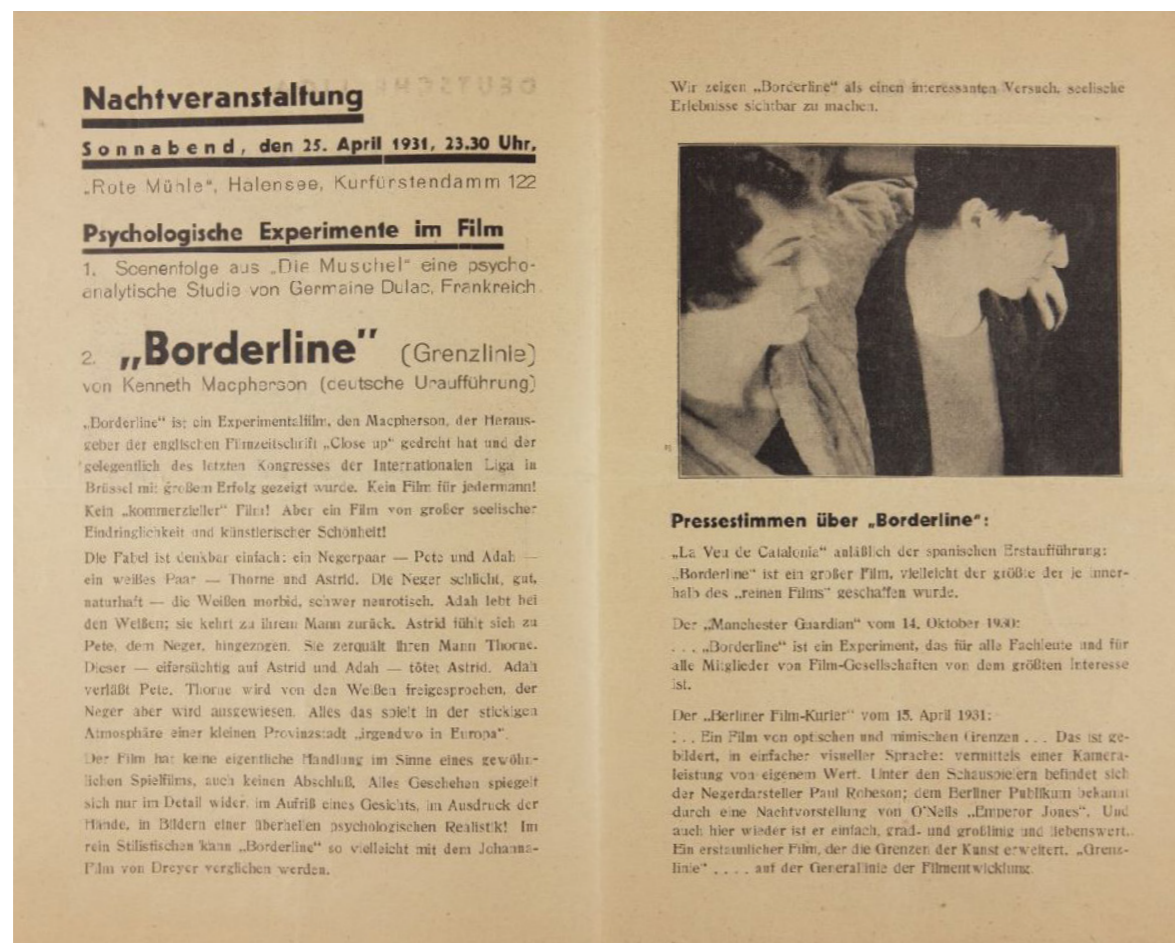 Nachtveranstaltung
Sonnabend, den 25. April 1931, 23.30 Uhr,
„Rote Mühle“, Halensee, Kurfürstendamm 122
Psychologische Experimente im Film
1. Scenenfolge aus „Die Muschel“ eine psycho-
analytische Studie von Germaine Dulac, Frankreich.
2. „Borderline“ (Grenzlinie)
von Kenneth Macpherson (deutsche Uraufführung)
„Borderline“ ist ein Experimentalfilm, den Macpherson, der Heraus-
geber der englischen Filmzeitschrift „Close up“ gedreht hat und der
gelegentlich des letzten Kongresses der Internationalen Liga in
Brüssel mit großem Erfolg gezeigt wurde. Kein Film für jedermann!
Kein „kommerzieller“ Film! Aber ein Film von großer seelischer
Eindringlichkeit und künstlerischer Schönheit!
Die Fabel ist denkbar einfach: ein Negerpaar — Pete und Adah —
ein weißes Paar — Thorne und Astrid. Die Neger schlicht, gut,
naturhaft — die Weißen morbid, schwer neurotisch. Adah lebt bei
den Weißen; sie kehrt zu ihrem Mann zurück. Astrid fühlt sich zu
Pete, dem Neger, hingezogen. Sie zerquält ihren Mann Thorne.
Dieser — eifersüchtig auf Astrid und Adah — tötet Astrid. Adah
verläßt Pete. Thorne wird von den Weißen freigesprochen, der
Neger aber wird ausgewiesen. Alles das spielt in der stickigen
Atmosphäre einer kleinen Provinzstadt „irgendwo in Europa“.
Der Film hat keine eigentliche Handlung im Sinne eines gewöhn-
lichen Spielfilms, auch keinen Abschluß. Alles Geschehen spiegelt
sich nur im Detail wider, im Aufriß eines Gesichts, im Ausdruck der
Hände, in Bildern einer überhellen psychologischen Realistik! Im
rein Stilistischen kann „Borderline“ so vielleicht mit dem Johanna-
Film von Dreyer verglichen werden.
Wir zeigen „Borderline“ als einen interessanten Versuch, seelische
Erlebnisse sichtbar zu machen.
Pressestimmen über „Borderline“:
„La Veu de Catalonia“ anläßlich der spanischen Erstaufführung:
„Borderline“ ist ein großer Film, vielleicht der größte der je inner-
halb des „reinen Films“ geschaffen wurde.
Der „Manchester Guardian“ vom 14. Oktober 1930:
. . . „Borderline“ ist ein Experiment, das für alle Fachleute und für
alle Mitglieder von Film-Gesellschaften von dem größten Interesse
ist.
Der „Berliner Film-Kurier“ vom 15. April 1931:
. . . Ein Film von optischen und mimischen Grenzen . . . Das ist ge-
bildert, in einfacher visueller Sprache: vermittels einer Kamera-
leistung von eigenem Wert. Unter den Schauspielern befindet sich
der Negerdarsteller Paul Robeson; dem Berliner Publikum bekannt
durch eine Nachtvorstellung von O'Neils „Emperor Jones“. Und
auch hier wieder ist er einfach, grad- und großlinig und liebenswert.
Ein erstaunlicher Film, der die Grenzen der Kunst erweitert. „Grenz-
linie“ . . . . auf der Generallinie der Filmentwicklung.